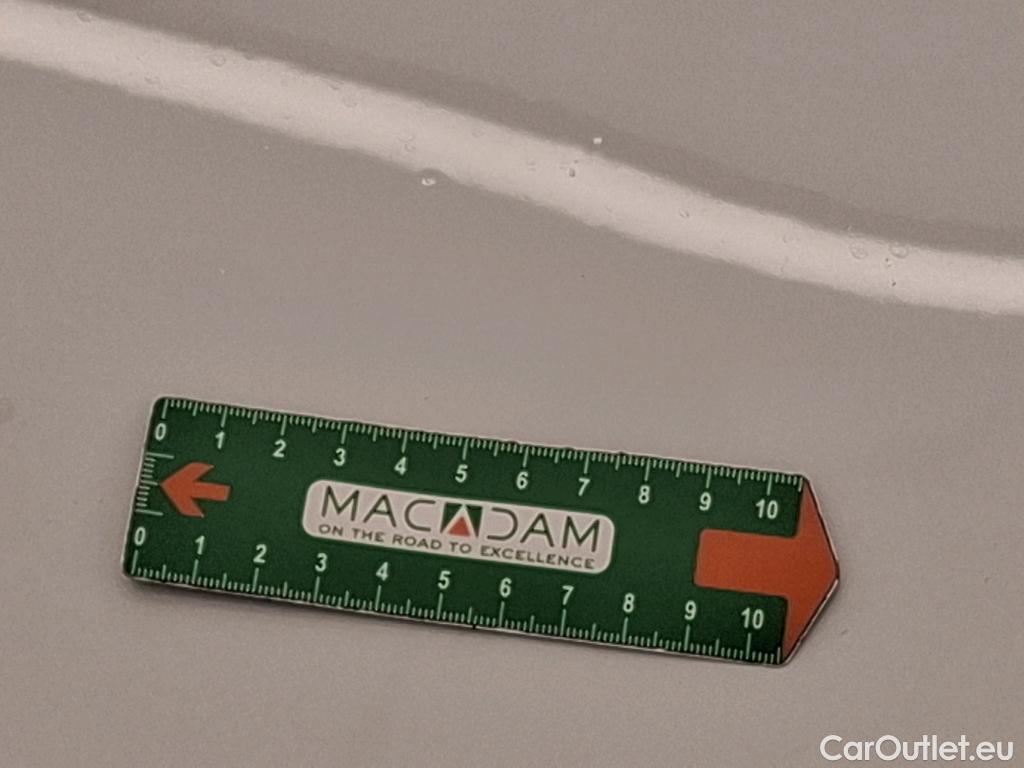 0 1 2 3 4 5 6 7 8 9 10
MACADAM
ON THE ROAD TO EXCELLENCE
0 1 2 3 4 5 6 7 8 9 10
CarOutlet.eu